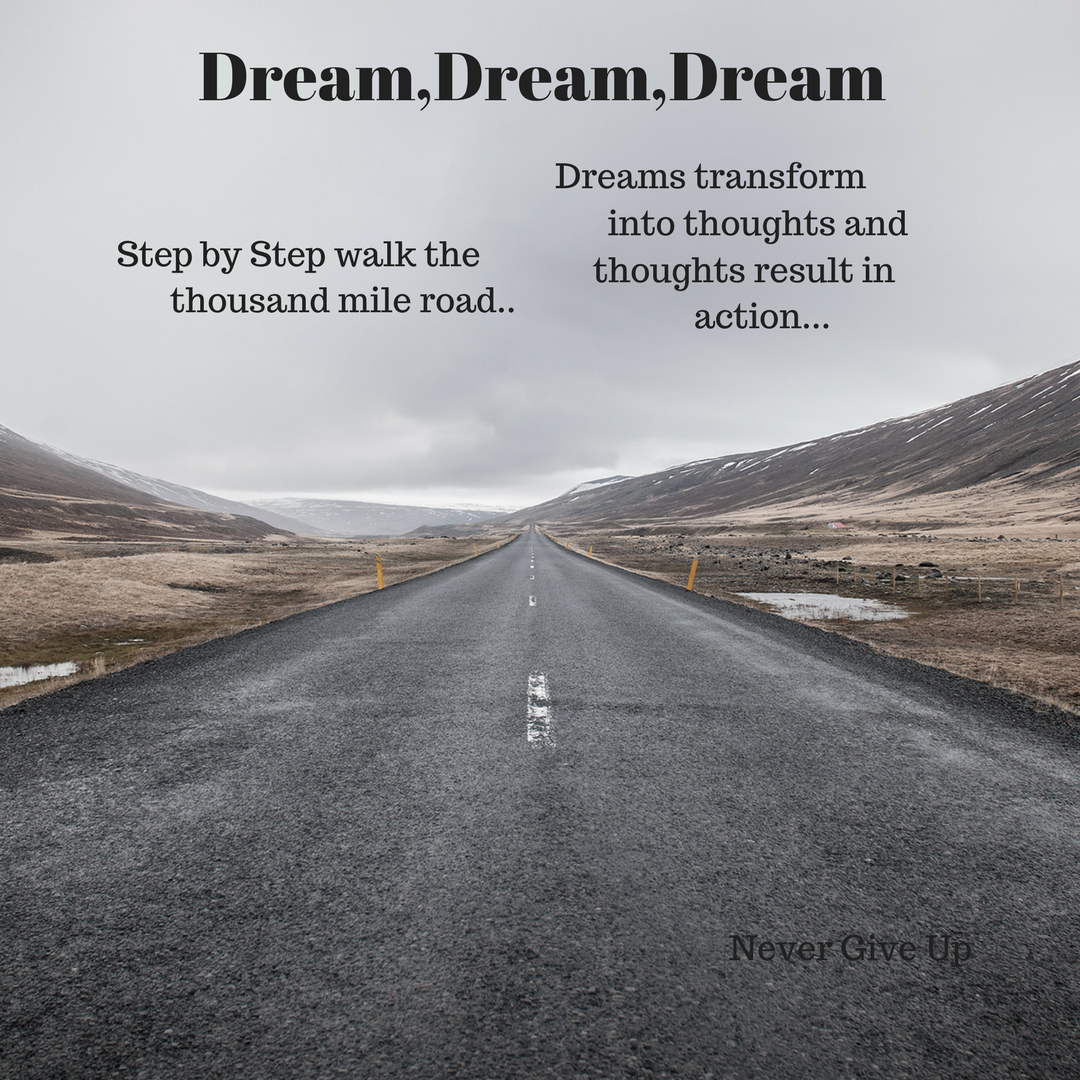 Dream,Dream,Dream
Step by Step walk the
thousand mile road..
Dreams transform
into thoughts and
thoughts result in
action...
Never Give Up